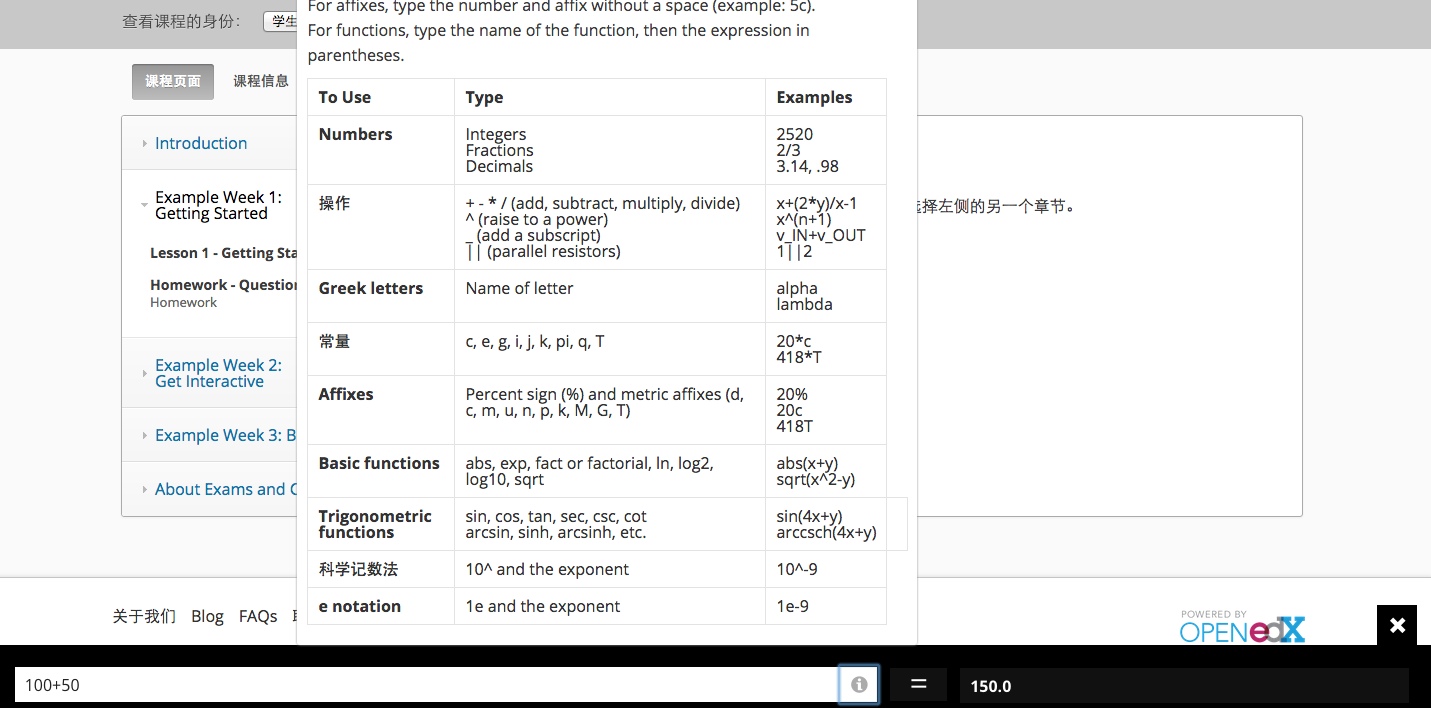 查看课程的身份：
学生
For affixes, type the number and affix without a space (example: 5c).
For functions, type the name of the function, then the expression in
parentheses.
课程页面
课程信息
Introduction
Example Week 1:
Getting Started
Lesson 1 - Getting Sta
Homework - Question
Homework
Example Week 2:
Get Interactive
Example Week 3: B
About Exams and C
To Use Type Examples
Numbers Integers 2520
Fractions 2/3
Decimals 3.14, .98
操作 + - * / (add, subtract, multiply, divide) x+(2*y)/x-1
^ (raise to a power) x^(n+1)
_ (add a subscript) v_IN+v_OUT
|| (parallel resistors) 1||2
Greek letters Name of letter alpha
lambda
常量 c, e, g, i, j, k, pi, q, T 20*c
418*T
Affixes Percent sign (%) and metric affixes (d, 20%
c, m, u, n, p, k, M, G, T) 20c
418T
Basic functions abs, exp, fact or factorial, ln, log2, abs(x+y)
log10, sqrt sqrt(x^2-y)
Trigonometric sin, cos, tan, sec, csc, cot sin(4x+y)
functions arcsin, sinh, arcsinh, etc. arccsch(4x+y)
科学记数法 10^ and the exponent 10^-9
e notation 1e and the exponent 1e-9
选择左侧的另一个章节。
关于我们 Blog FAQs
POWERED BY
OPEN edX
100+50
=
150.0